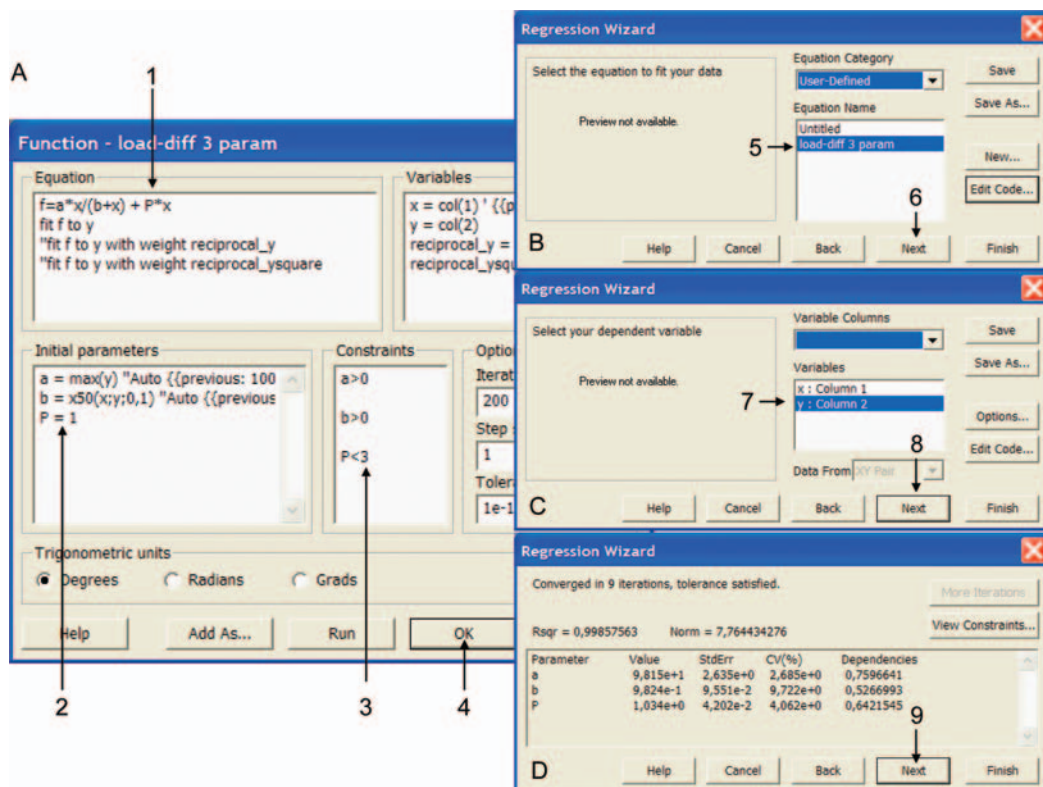 A
1
Function - load-diff 3 param
Equation
f=a*x/(b+x) + P*x
fit f to y
"fit f to y with weight reciprocal_y
"fit f to y with weight reciprocal_ysquare
Variables
x = col(1) ' {{p
y = col(2)
reciprocal_y =
reciprocal_ysqu
Initial parameters
a = max(y) "Auto {{previous: 100
b = x50(x;y;0,1) "Auto {{previous
P = 1
Constraints
a>0
b>0
P<3
Option
Iterat
200
Step s
1
Tolera
1e-1
Trigonometric units
Degrees Radians Grads
Help Add As... Run OK
2 3 4
Regression Wizard
Select the equation to fit your data
Preview not available.
Equation Category
User-Defined
Equation Name
Untitled
load-diff 3 param
5
Save
Save As...
New...
Edit Code...
6
B
Help Cancel Back Next Finish
Regression Wizard
Select your dependent variable
Preview not available.
Variable Columns
Variables
x : Column 1
y : Column 2
7
Save
Save As...
Options...
Edit Code...
8
Data From XY Pair
C
Help Cancel Back Next Finish
Regression Wizard
Converged in 9 iterations, tolerance satisfied.
More Iterations
Rsqr = 0,99857563 Norm = 7,764434276
View Constraints...
Parameter Value StdErr CV(%) Dependencies
a 9,815e+1 2,635e+0 2,685e+0 0,7596641
b 9,824e-1 9,551e-2 9,722e+0 0,5266993
P 1,034e+0 4,202e-2 4,062e+0 0,6421545
9
D
Help Cancel Back Next Finish